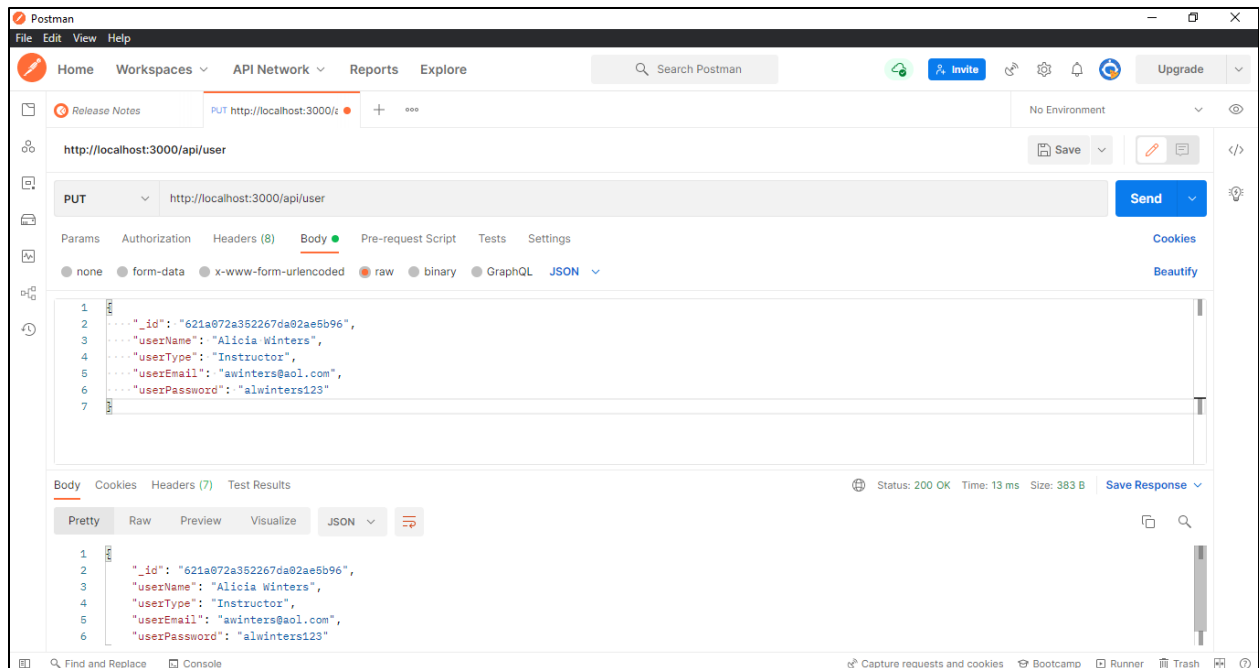 Postman
File Edit View Help
Home Workspaces API Network Reports Explore Search Postman Invite Upgrade
Release Notes PUT http://localhost:3000/a No Environment
http://localhost:3000/api/user Save
PUT http://localhost:3000/api/user Send
Params Authorization Headers (8) Body Pre-request Script Tests Settings Cookies
none form-data x-www-form-urlencoded raw binary GraphQL JSON Beautify
1 {
2 "_id": "621a072a352267da02ae5b96",
3 "userName": "Alicia Winters",
4 "userType": "Instructor",
5 "userEmail": "awinters@aol.com",
6 "userPassword": "alwinters123"
7 }
Body Cookies Headers (7) Test Results Status: 200 OK Time: 13 ms Size: 383 B Save Response
Pretty Raw Preview Visualize JSON
1 {
2 "_id": "621a072a352267da02ae5b96",
3 "userName": "Alicia Winters",
4 "userType": "Instructor",
5 "userEmail": "awinters@aol.com",
6 "userPassword": "alwinters123"
Find and Replace Console Capture requests and cookies Bootcamp Runner Trash